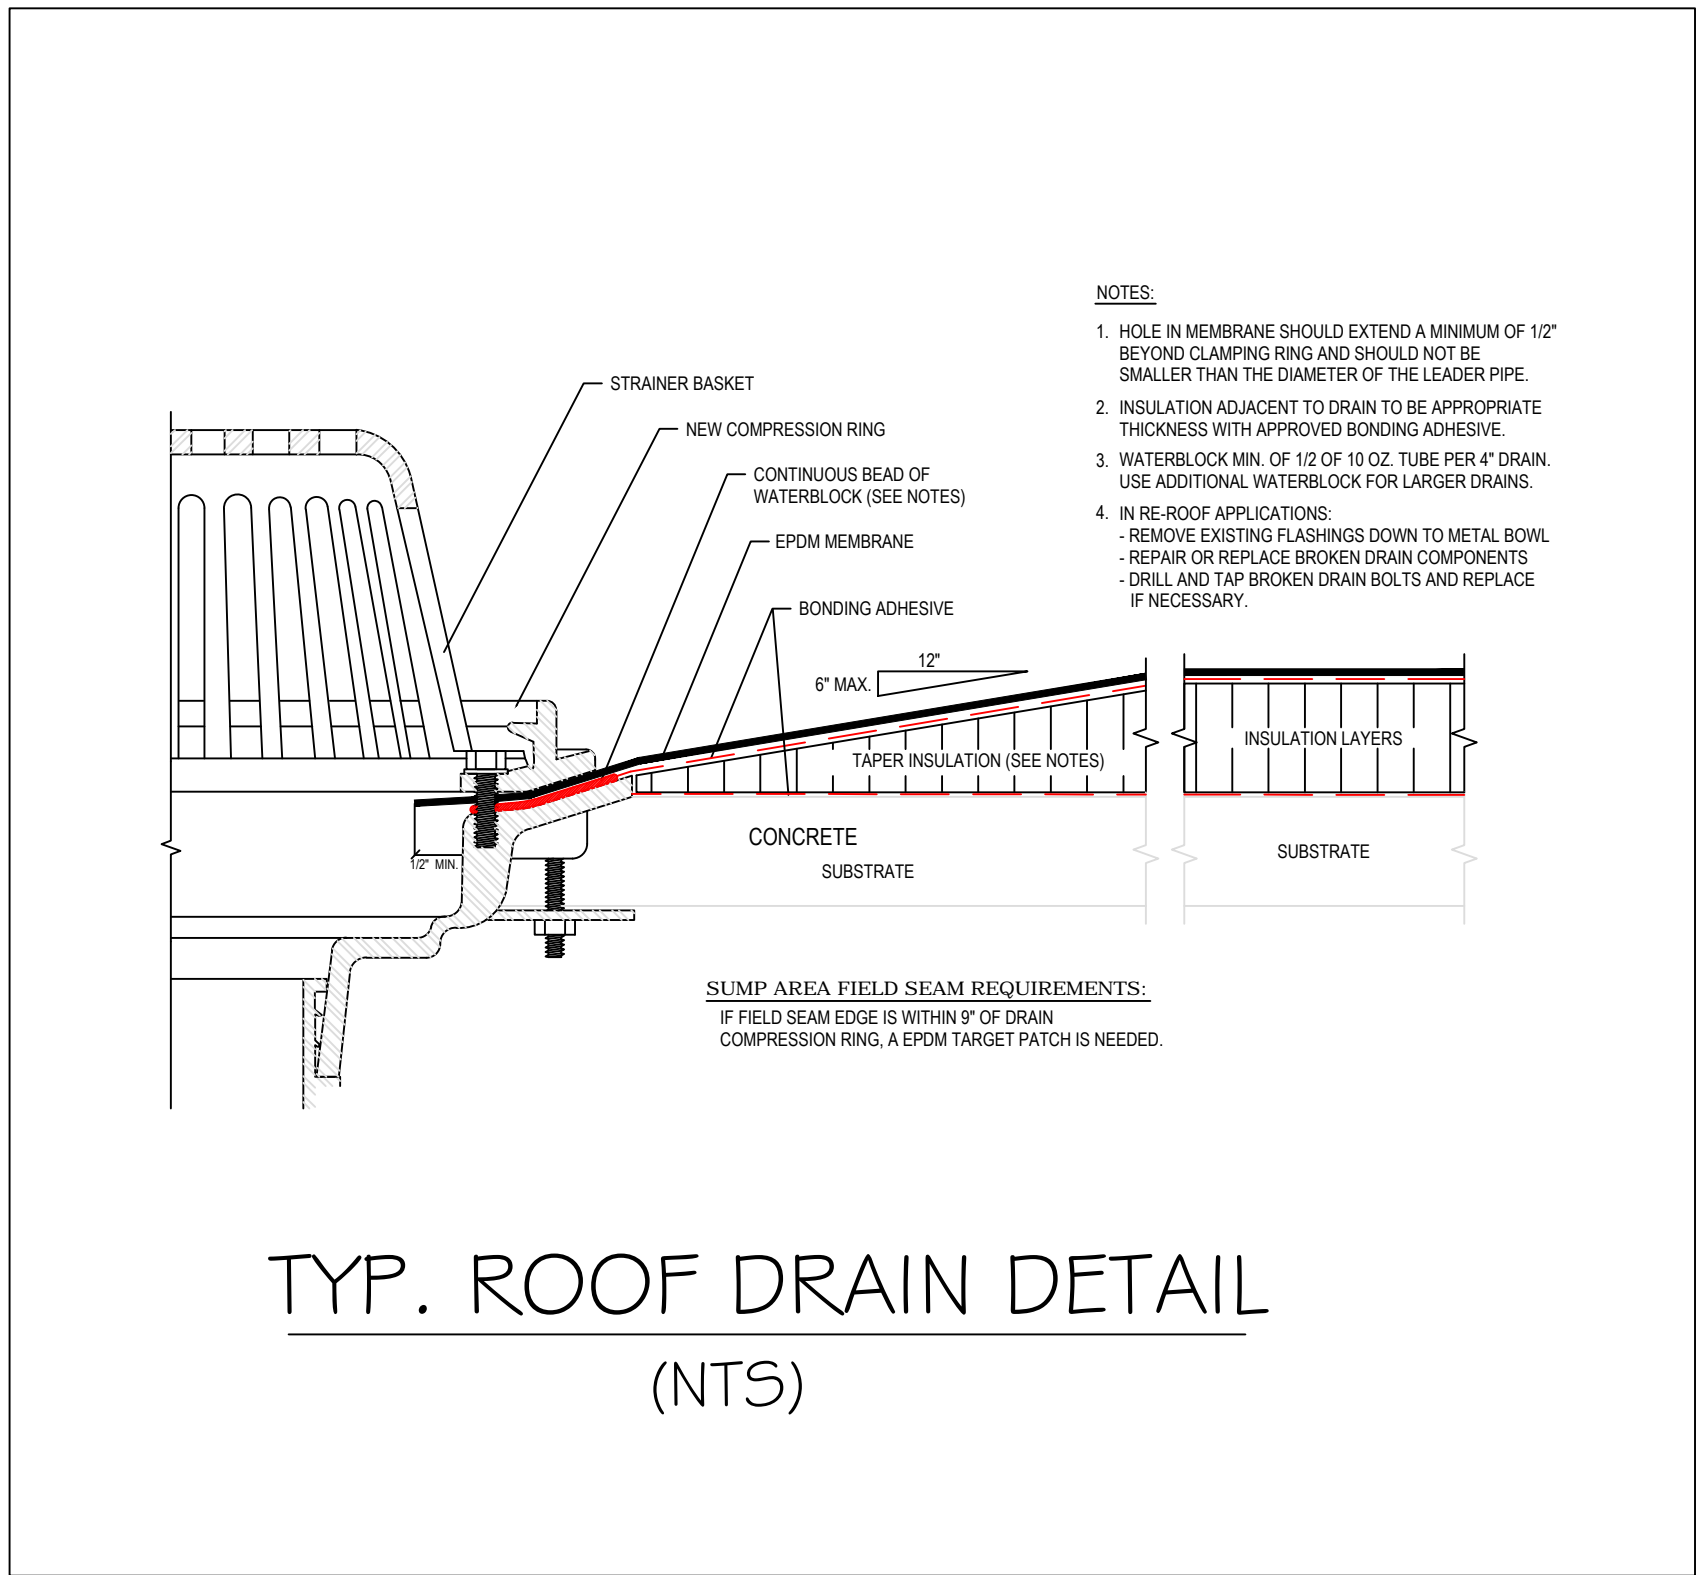 NOTES:
1. HOLE IN MEMBRANE SHOULD EXTEND A MINIMUM OF 1/2"
BEYOND CLAMPING RING AND SHOULD NOT BE
SMALLER THAN THE DIAMETER OF THE LEADER PIPE.
2. INSULATION ADJACENT TO DRAIN TO BE APPROPRIATE
THICKNESS WITH APPROVED BONDING ADHESIVE.
3. WATERBLOCK MIN. OF 1/2 OF 10 OZ. TUBE PER 4" DRAIN.
USE ADDITIONAL WATERBLOCK FOR LARGER DRAINS.
4. IN RE-ROOF APPLICATIONS:
- REMOVE EXISTING FLASHINGS DOWN TO METAL BOWL
- REPAIR OR REPLACE BROKEN DRAIN COMPONENTS
- DRILL AND TAP BROKEN DRAIN BOLTS AND REPLACE
IF NECESSARY.
STRAINER BASKET
NEW COMPRESSION RING
CONTINUOUS BEAD OF
WATERBLOCK (SEE NOTES)
EPDM MEMBRANE
BONDING ADHESIVE
12"
6" MAX.
INSULATION LAYERS
TAPER INSULATION (SEE NOTES)
CONCRETE
SUBSTRATE
SUBSTRATE
1/2" MIN.
SUMP AREA FIELD SEAM REQUIREMENTS:
IF FIELD SEAM EDGE IS WITHIN 9" OF DRAIN
COMPRESSION RING, A EPDM TARGET PATCH IS NEEDED.
TYP. ROOF DRAIN DETAIL
(NTS)